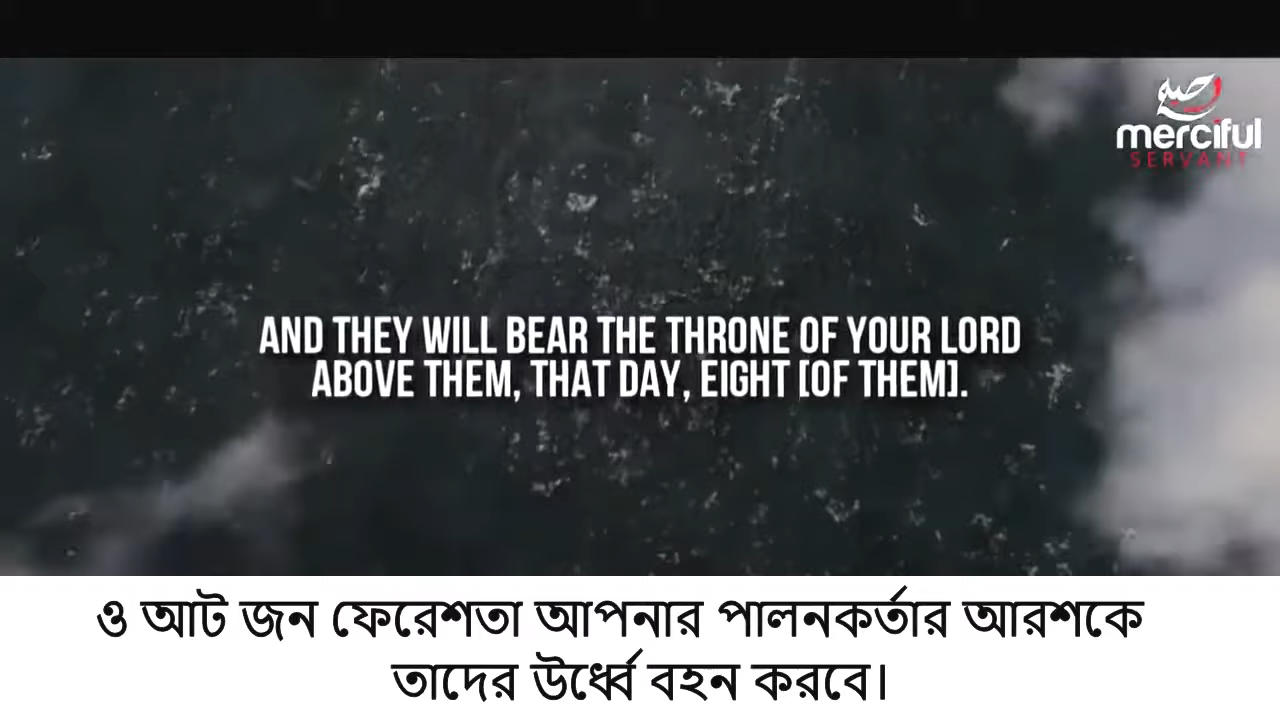 merciful
SERVANT
AND THEY WILL BEAR THE THRONE OF YOUR LORD
ABOVE THEM, THAT DAY, EIGHT [OF THEM].
ও আট জন ফেরেশতা আপনার পালনকর্তার আরশকে
তাদের উর্ধ্বে বহন করবে।